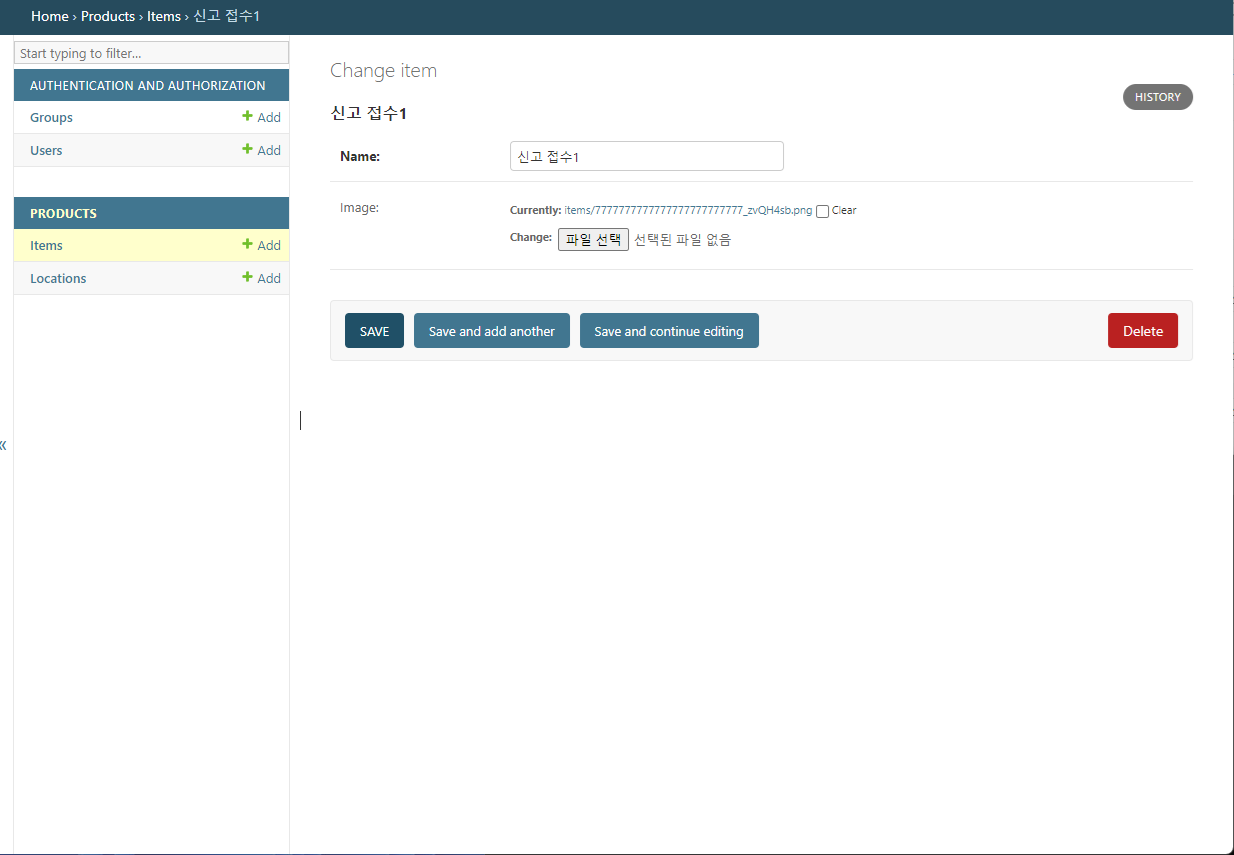 Home › Products › Items › 신고 접수1
Start typing to filter...
AUTHENTICATION AND AUTHORIZATION
Groups + Add
Users + Add
PRODUCTS
Items + Add
Locations + Add
«
Change item
HISTORY
신고 접수1
Name: 신고 접수1
Image: Currently: items/7777777777777777777777777_zvQH4sb.png Clear
Change: 파일 선택 선택된 파일 없음
SAVE Save and add another Save and continue editing Delete